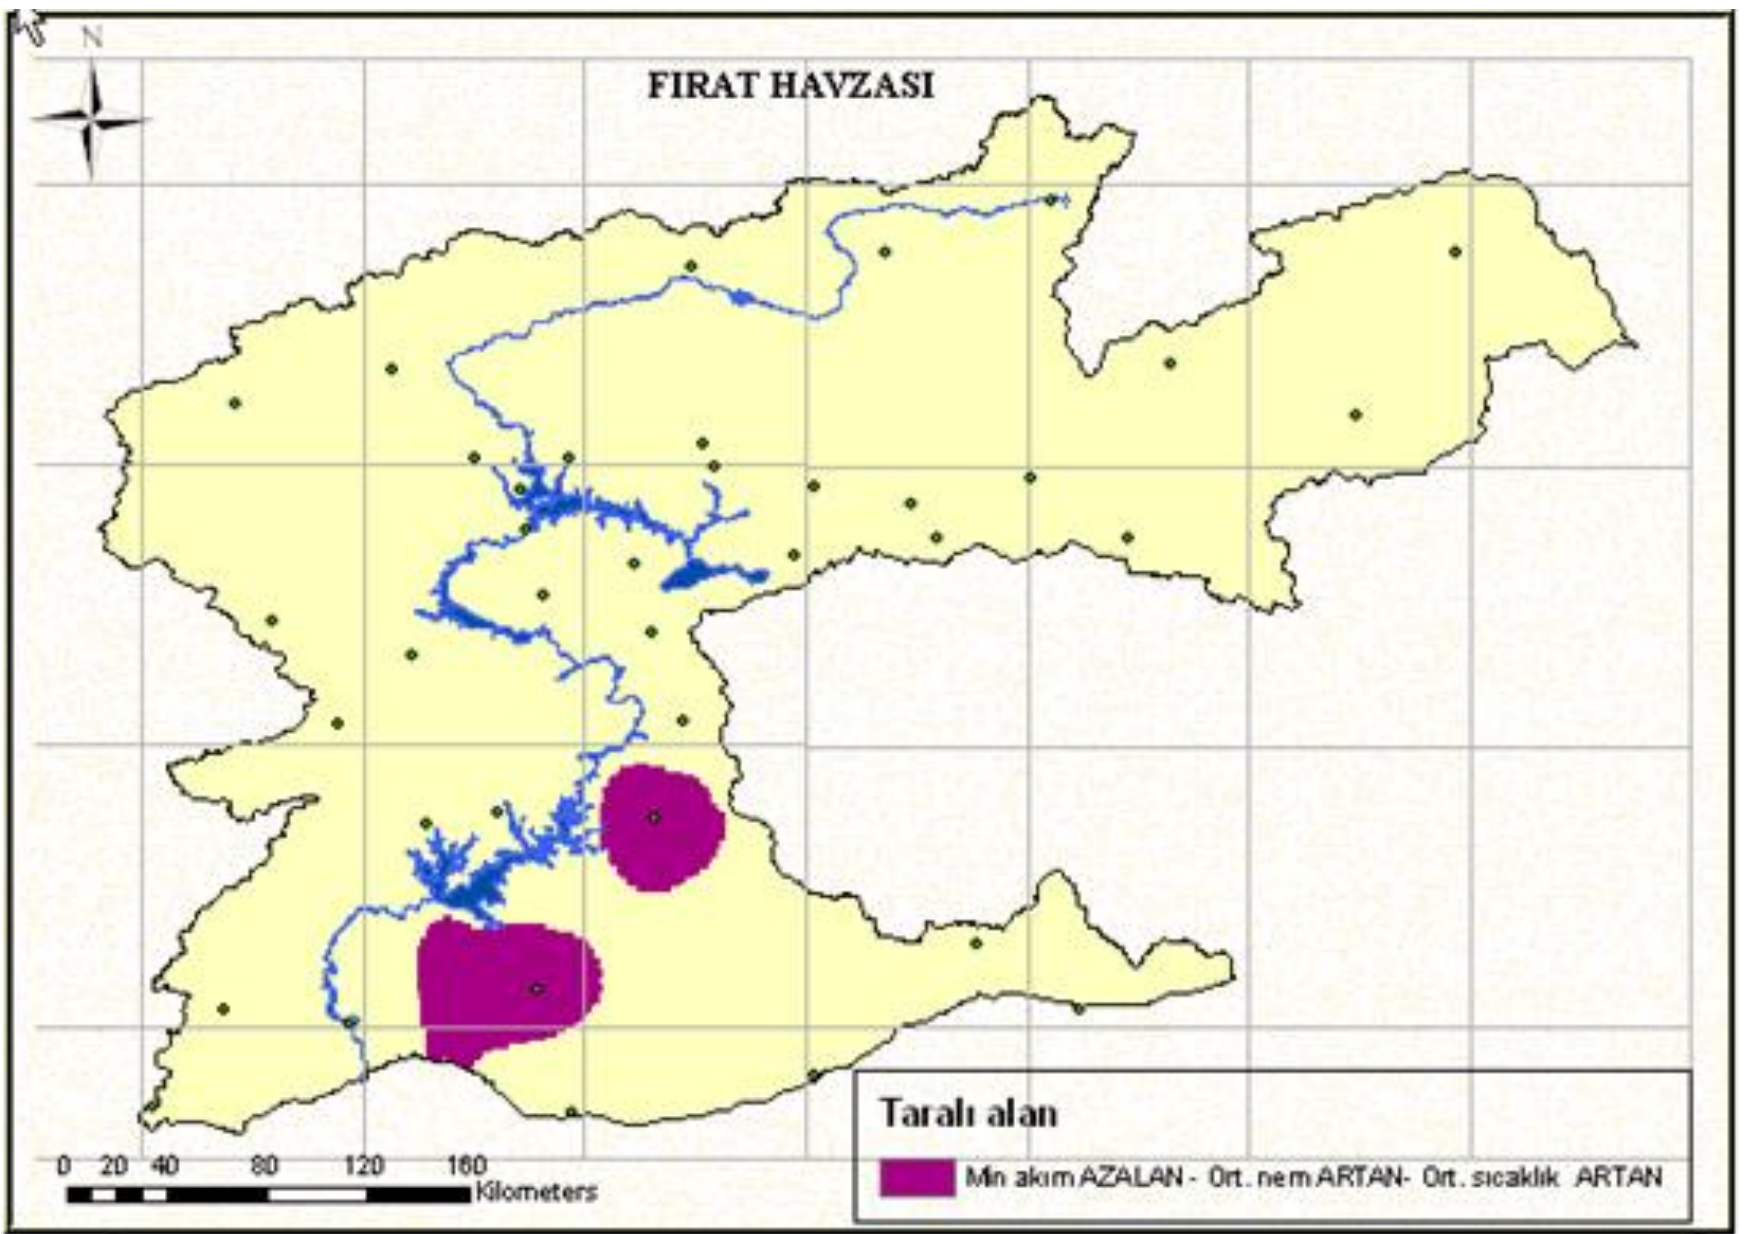 N
FIRAT HAVZASI
Taralı alan
Min akım AZALAN - Ort. nem ARTAN- Ort. sıcaklık ARTAN
0 20 40 80 120 160
Kilometers